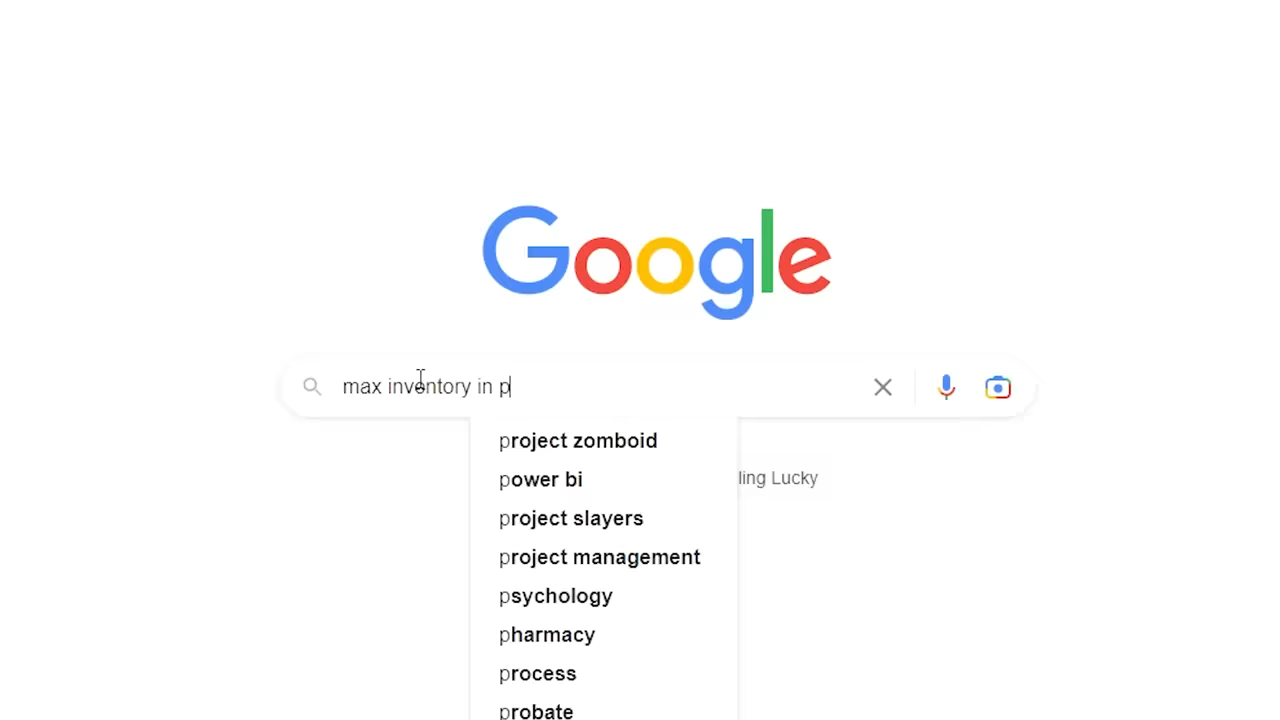 Google
max inventory in p
project zomboid
power bi
ling Lucky
project slayers
project management
psychology
pharmacy
process
probate